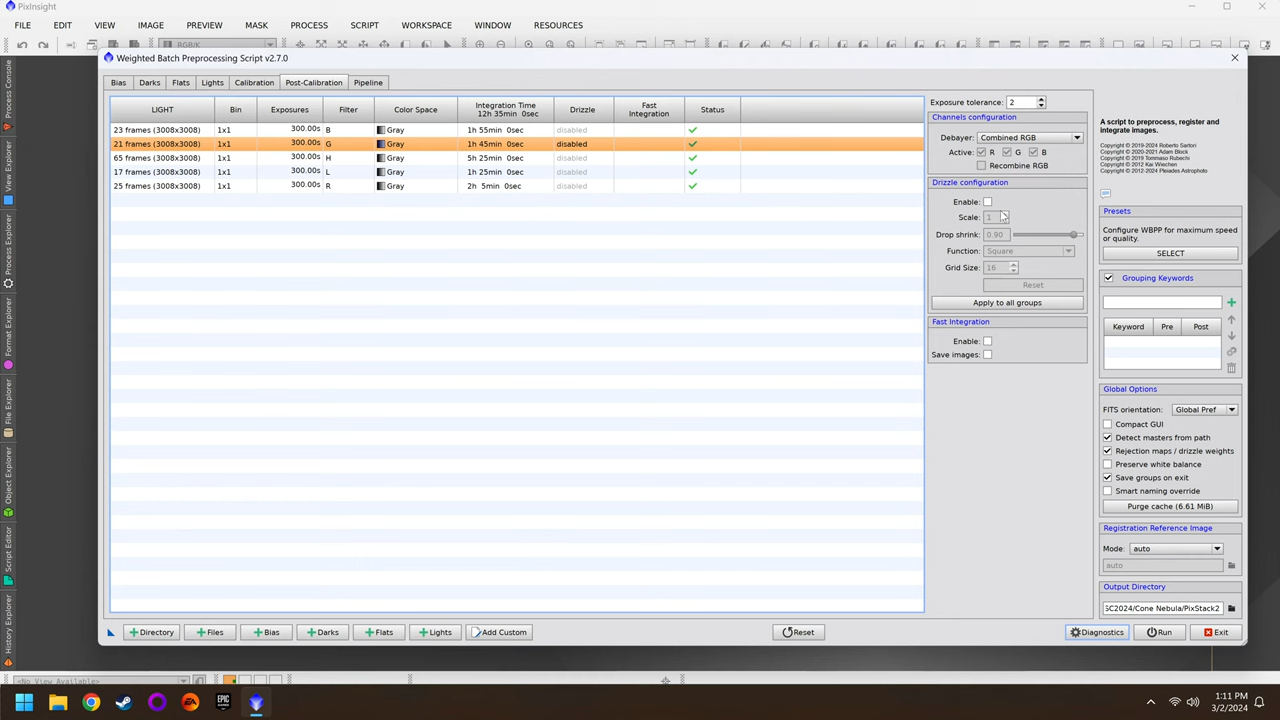 PixInsight
FILE EDIT VIEW IMAGE PREVIEW MASK PROCESS SCRIPT WORKSPACE WINDOW RESOURCES
RGB/K
Weighted Batch Preprocessing Script v2.7.0
Bias Darks Flats Lights Calibration Post-Calibration Pipeline
Process Console
View Explorer
Process Explorer
Format Explorer
File Explorer
Object Explorer
Script Editor
History Explorer
LIGHT Bin Exposures Filter Color Space Integration Time Drizzle Fast Status
12h 35min 0sec Integration
23 frames (3008x3008) 1x1 300.00s B Gray 1h 55min 0sec disabled
21 frames (3008x3008) 1x1 300.00s G Gray 1h 45min 0sec disabled
65 frames (3008x3008) 1x1 300.00s H Gray 5h 25min 0sec disabled
17 frames (3008x3008) 1x1 300.00s L Gray 1h 25min 0sec disabled
25 frames (3008x3008) 1x1 300.00s R Gray 2h 5min 0sec disabled
Exposure tolerance: 2
Channels configuration
Debayer: Combined RGB
Active: R G B
Recombine RGB
Drizzle configuration
Enable:
Scale: 1
Drop shrink: 0.90
Function: Square
Grid Size: 16
Reset
Apply to all groups
Fast Integration
Enable:
Save images:
A script to preprocess, register and
integrate images.
Copyright © 2019-2024 Roberto Sartori
Copyright © 2020-2021 Adam Block
Copyright © 2019 Tommaso Rubechi
Copyright © 2012 Kai Wiechen
Copyright © 2012-2024 Pleiades Astrophoto
Presets
Configure WBPP for maximum speed
or quality.
SELECT
Grouping Keywords
Keyword Pre Post
Global Options
FITS orientation: Global Pref
Compact GUI
Detect masters from path
Rejection maps / drizzle weights
Preserve white balance
Save groups on exit
Smart naming override
Purge cache (6.61 MiB)
Registration Reference Image
Mode: auto
auto
Output Directory
SC2024/Cone Nebula/PixStack2
Directory Files Bias Darks Flats Lights Add Custom Reset Diagnostics Run Exit
<No View Available>
EPIC
GAMES
EA
1:11 PM
3/2/2024